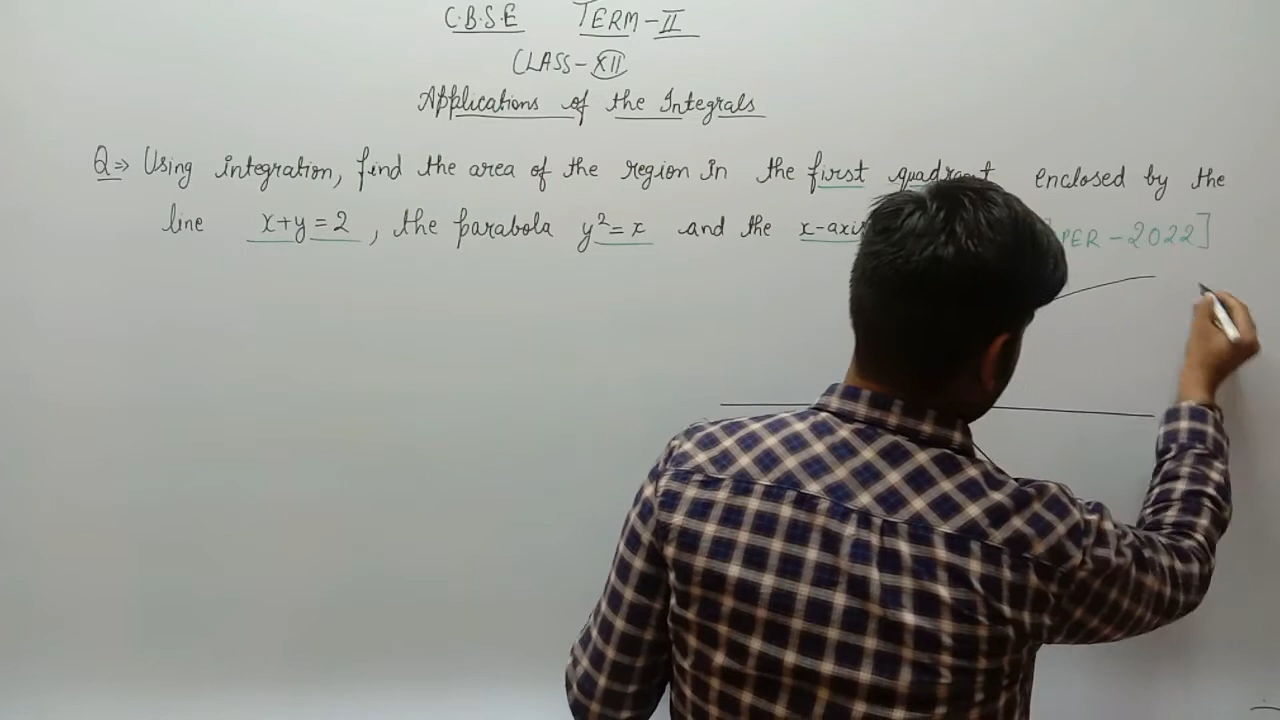 C.B.S.E TERM-II
CLASS-XII
Applications of the Integrals
Q⇒ Using integration, find the area of the region in the first quadrant enclosed by the
line x+y=2, the parabola y²=x and the x-axis PER-2022]